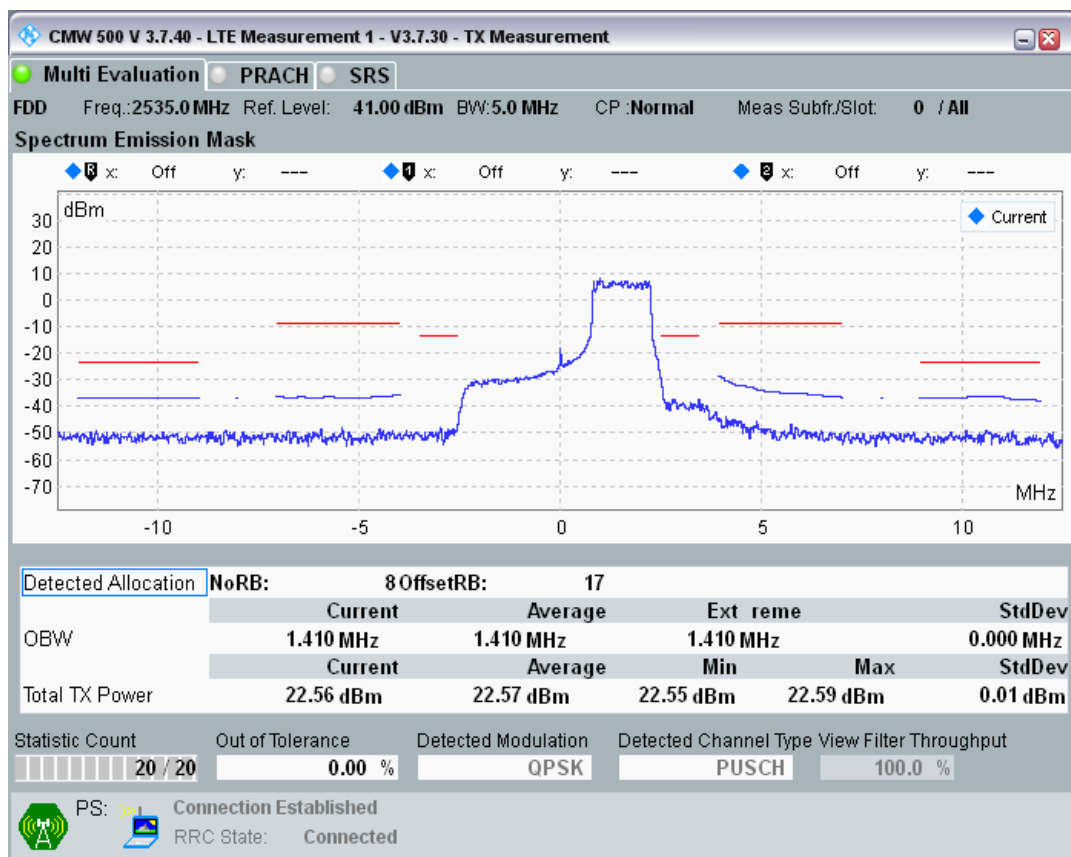 CMW 500 V 3.7.40 - LTE Measurement 1 - V3.7.30 - TX Measurement
Multi Evaluation PRACH SRS
FDD Freq.:2535.0 MHz Ref. Level: 41.00 dBm BW:5.0 MHz CP :Normal Meas Subfr./Slot: 0 / All
Spectrum Emission Mask
R x: Off y: --- 1 x: Off y: --- 2 x: Off y: ---
dBm
Current
30
20
10
0
-10
-20
-30
-40
-50
-60
-70
MHz
-10 -5 0 5 10
Detected Allocation NoRB: 8 OffsetRB: 17
Current Average Ext reme StdDev
OBW 1.410 MHz 1.410 MHz 1.410 MHz 0.000 MHz
Current Average Min Max StdDev
Total TX Power 22.56 dBm 22.57 dBm 22.55 dBm 22.59 dBm 0.01 dBm
Statistic Count Out of Tolerance Detected Modulation Detected Channel Type View Filter Throughput
20 / 20 0.00 % QPSK PUSCH 100.0 %
PS: Connection Established
RRC State: Connected